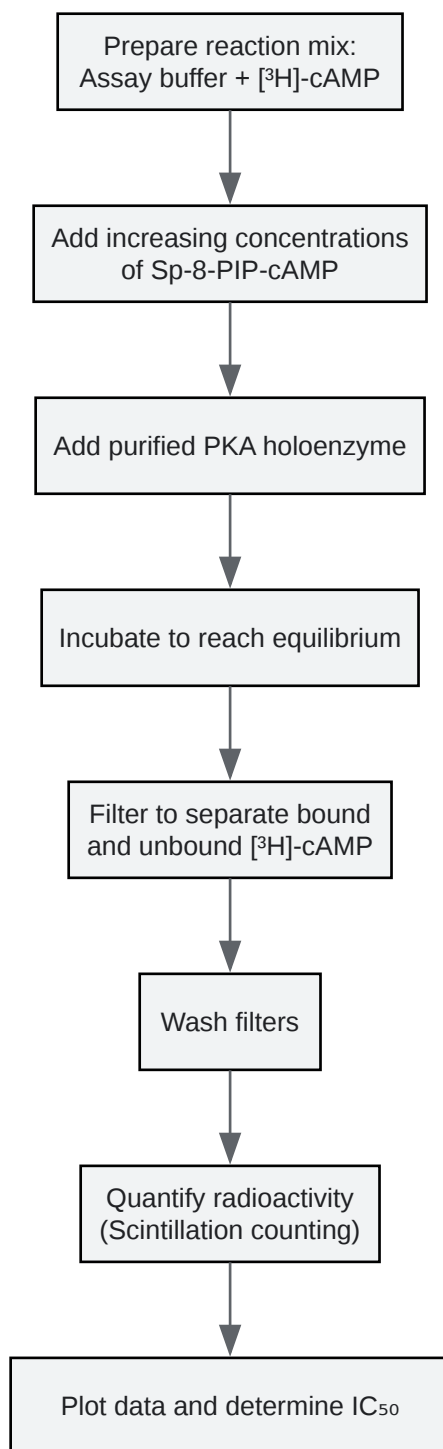 Prepare reaction mix:
Assay buffer + [³H]-cAMP
Add increasing concentrations
of Sp-8-PIP-cAMP
Add purified PKA holoenzyme
Incubate to reach equilibrium
Filter to separate bound
and unbound [³H]-cAMP
Wash filters
Quantify radioactivity
(Scintillation counting)
Plot data and determine IC₅₀